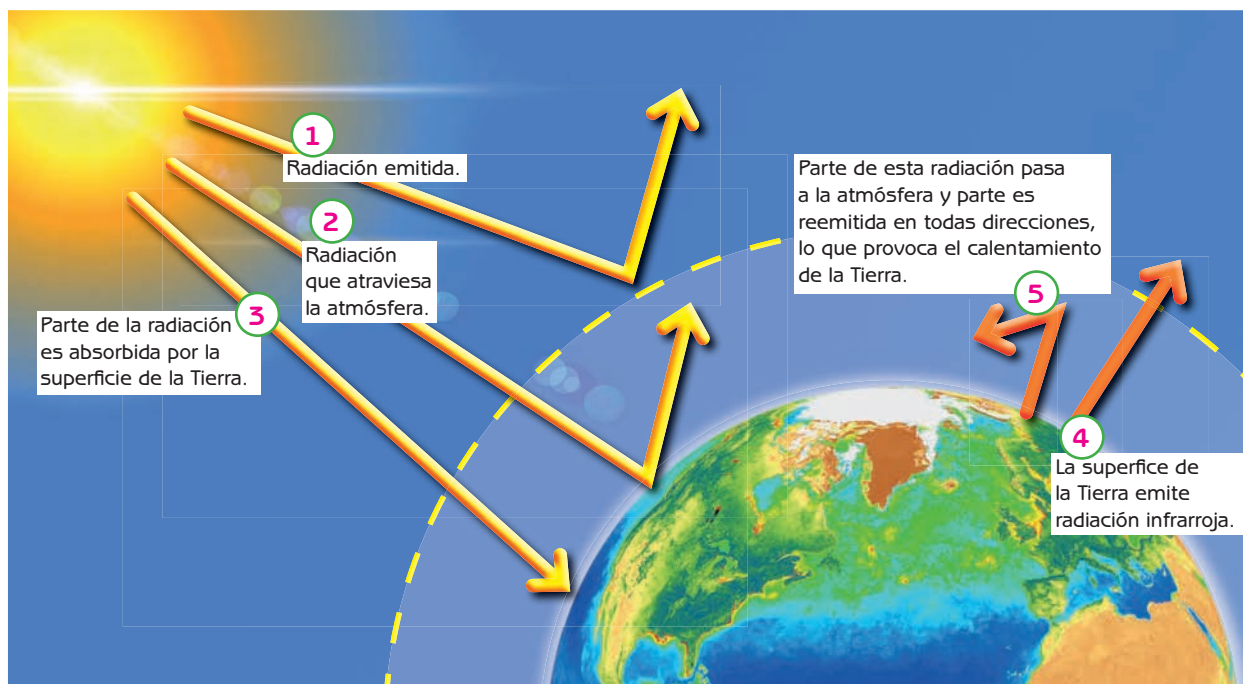 1
Radiación emitida.
2
Radiación
que atraviesa
la atmósfera.
3
Parte de la radiación
es absorbida por la
superficie de la Tierra.
4
La superfice de
la Tierra emite
radiación infrarroja.
Parte de esta radiación pasa
a la atmósfera y parte es
reemitida en todas direcciones,
lo que provoca el calentamiento
de la Tierra.
5